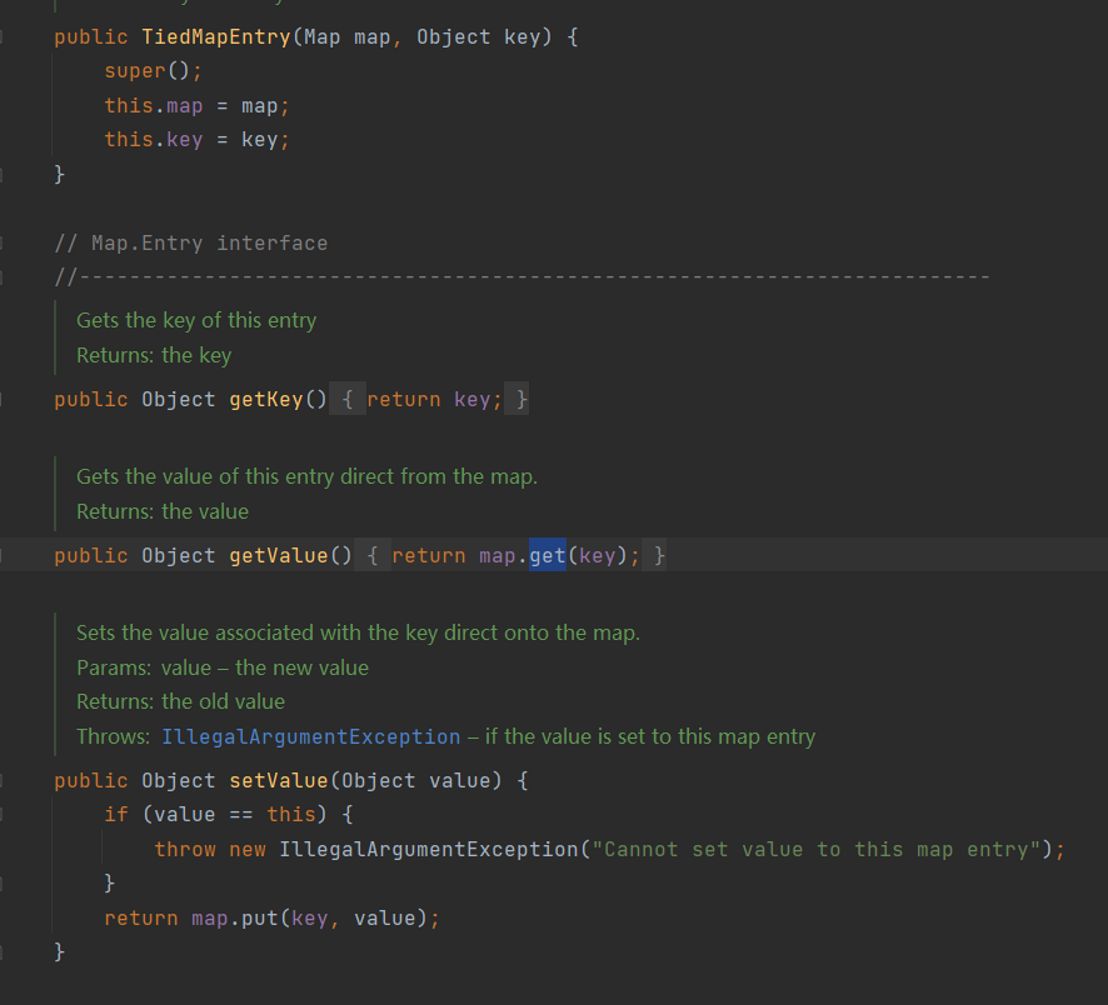 public TiedMapEntry(Map map, Object key) {
super();
this.map = map;
this.key = key;
}
// Map.Entry interface
//-------------------------------------------------------------------------
Gets the key of this entry
Returns: the key
public Object getKey() { return key; }
Gets the value of this entry direct from the map.
Returns: the value
public Object getValue() { return map.get(key); }
Sets the value associated with the key direct onto the map.
Params: value – the new value
Returns: the old value
Throws: IllegalArgumentException – if the value is set to this map entry
public Object setValue(Object value) {
if (value == this) {
throw new IllegalArgumentException("Cannot set value to this map entry");
}
return map.put(key, value);
}